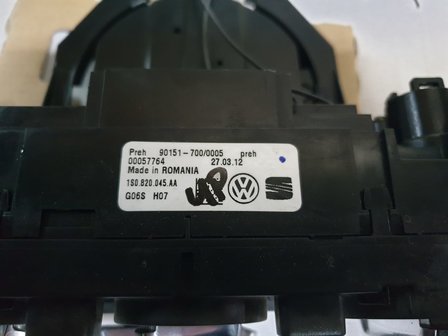 Preh 90151-700/0005 preh
00057764 27.03.12
Made in ROMANIA
1S0.820.045.AA
G06S H07